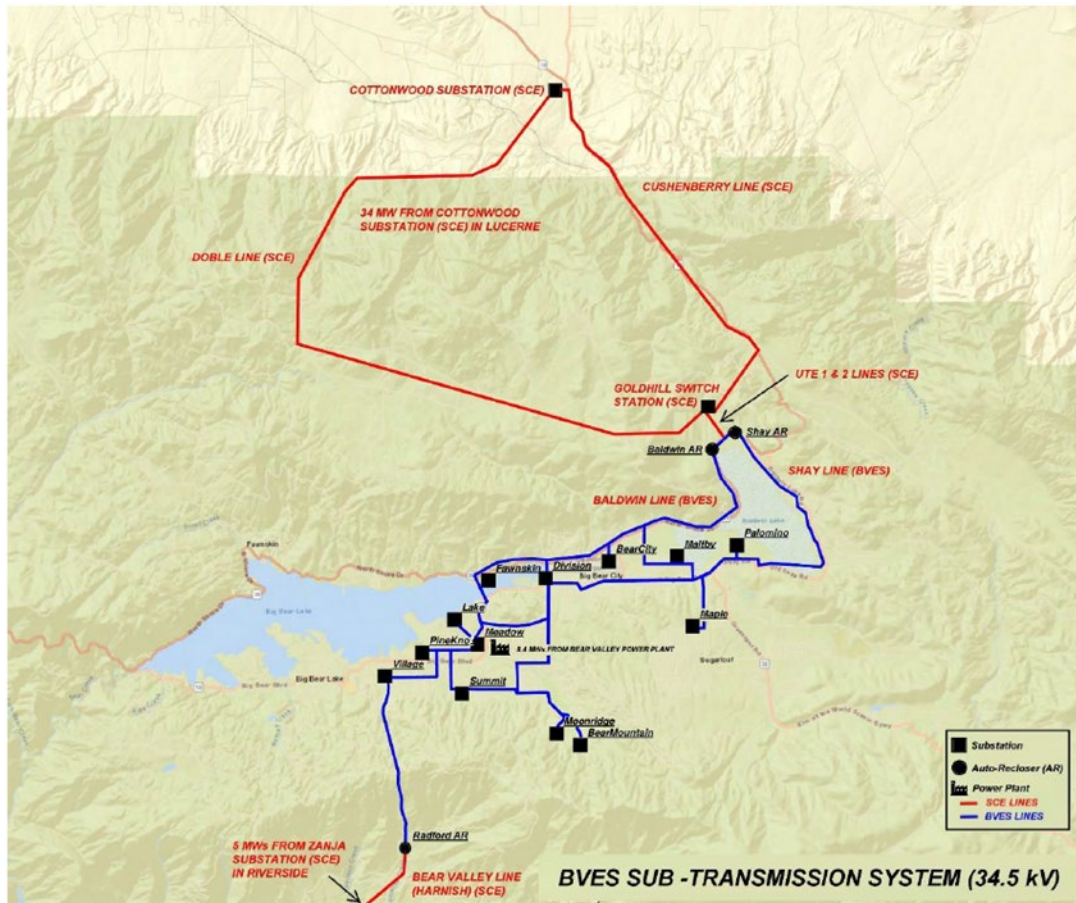 COTTONWOOD SUBSTATION (SCE)
CUSHENBERRY LINE (SCE)
34 MW FROM COTTONWOOD
SUBSTATION (SCE) IN LUCERNE
DOBLE LINE (SCE)
UTE 1 & 2 LINES (SCE)
GOLDHILL SWITCH
STATION (SCE)
Shay AR
Baldwin AR
SHAY LINE (BVES)
BALDWIN LINE (BVES)
Baldwin Lake
Palomino
BearCity
Maltby
Fawnskin
Fawnskin
Division
Big Bear City
Big Bear Lake
Lake
Maple
PineKno
Meadow
8.4 MWs FROM BEAR VALLEY POWER PLANT
Sugarloaf
Village
Big Bear Lake
Summit
Moonridge
BearMountain
Substation
Auto-Recloser (AR)
Power Plant
SCE LINES
BVES LINES
Radford AR
5 MWs FROM ZANJA
SUBSTATION (SCE)
IN RIVERSIDE
BEAR VALLEY LINE
(HARNISH) (SCE)
BVES SUB -TRANSMISSION SYSTEM (34.5 kV)